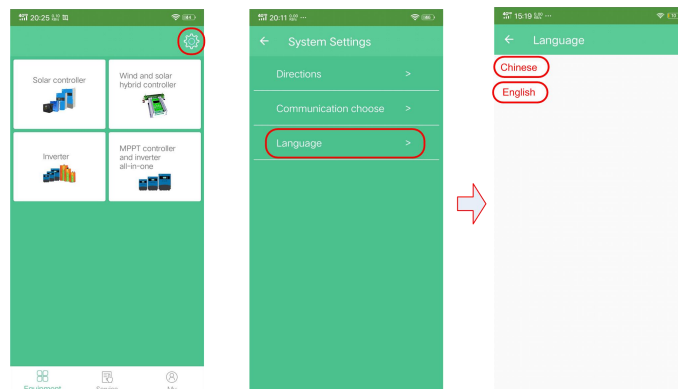 20:25
Solar controller
Wind and solar
hybrid controller
Inverter
MPPT controller
and inverter
all-in-one
Equipment
Service
My
20:11
System Settings
Directions >
Communication choose >
Language >
15:19
Language
Chinese
English